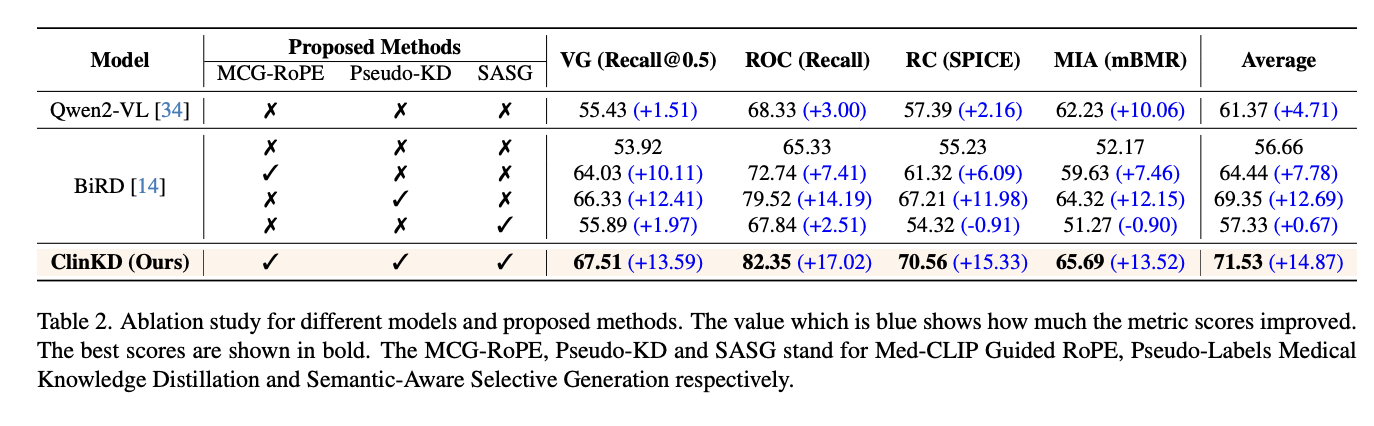 Model Proposed Methods VG (Recall@0.5) ROC (Recall) RC (SPICE) MIA (mBMR) Average
MCG-RoPE Pseudo-KD SASG
Qwen2-VL [34] ✗ ✗ ✗ 55.43 (+1.51) 68.33 (+3.00) 57.39 (+2.16) 62.23 (+10.06) 61.37 (+4.71)
BiRD [14] ✗ ✗ ✗ 53.92 65.33 55.23 52.17 56.66
✓ ✗ ✗ 64.03 (+10.11) 72.74 (+7.41) 61.32 (+6.09) 59.63 (+7.46) 64.44 (+7.78)
✗ ✓ ✗ 66.33 (+12.41) 79.52 (+14.19) 67.21 (+11.98) 64.32 (+12.15) 69.35 (+12.69)
✗ ✗ ✓ 55.89 (+1.97) 67.84 (+2.51) 54.32 (-0.91) 51.27 (-0.90) 57.33 (+0.67)
ClinKD (Ours) ✓ ✓ ✓ 67.51 (+13.59) 82.35 (+17.02) 70.56 (+15.33) 65.69 (+13.52) 71.53 (+14.87)
Table 2. Ablation study for different models and proposed methods. The value which is blue shows how much the metric scores improved.
The best scores are shown in bold. The MCG-RoPE, Pseudo-KD and SASG stand for Med-CLIP Guided RoPE, Pseudo-Labels Medical
Knowledge Distillation and Semantic-Aware Selective Generation respectively.